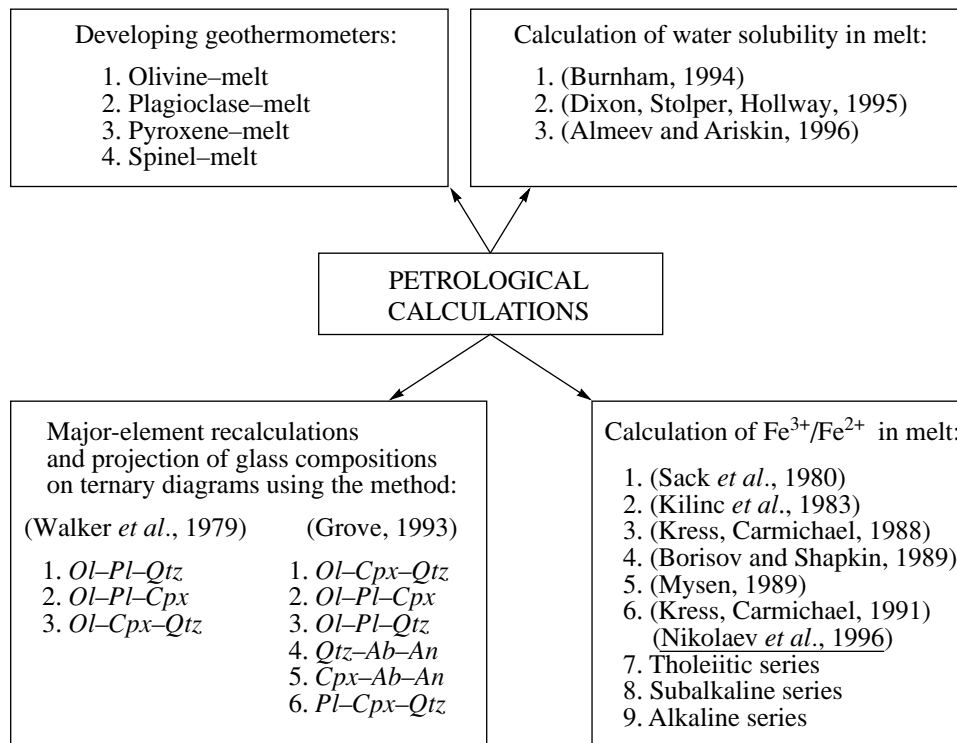 Developing geothermometers:
1. Olivine–melt
2. Plagioclase–melt
3. Pyroxene–melt
4. Spinel–melt
Calculation of water solubility in melt:
1. (Burnham, 1994)
2. (Dixon, Stolper, Hollway, 1995)
3. (Almeev and Ariskin, 1996)
PETROLOGICAL
CALCULATIONS
Major-element recalculations
and projection of glass compositions
on ternary diagrams using the method:
(Walker et al., 1979)
1. Ol–Pl–Qtz
2. Ol–Pl–Cpx
3. Ol–Cpx–Qtz
(Grove, 1993)
1. Ol–Cpx–Qtz
2. Ol–Pl–Cpx
3. Ol–Pl–Qtz
4. Qtz–Ab–An
5. Cpx–Ab–An
6. Pl–Cpx–Qtz
Calculation of Fe³⁺/Fe²⁺ in melt:
1. (Sack et al., 1980)
2. (Kilinc et al., 1983)
3. (Kress, Carmichael, 1988)
4. (Borisov and Shapkin, 1989)
5. (Mysen, 1989)
6. (Kress, Carmichael, 1991)
(Nikolaev et al., 1996)
7. Tholeiitic series
8. Subalkaline series
9. Alkaline series